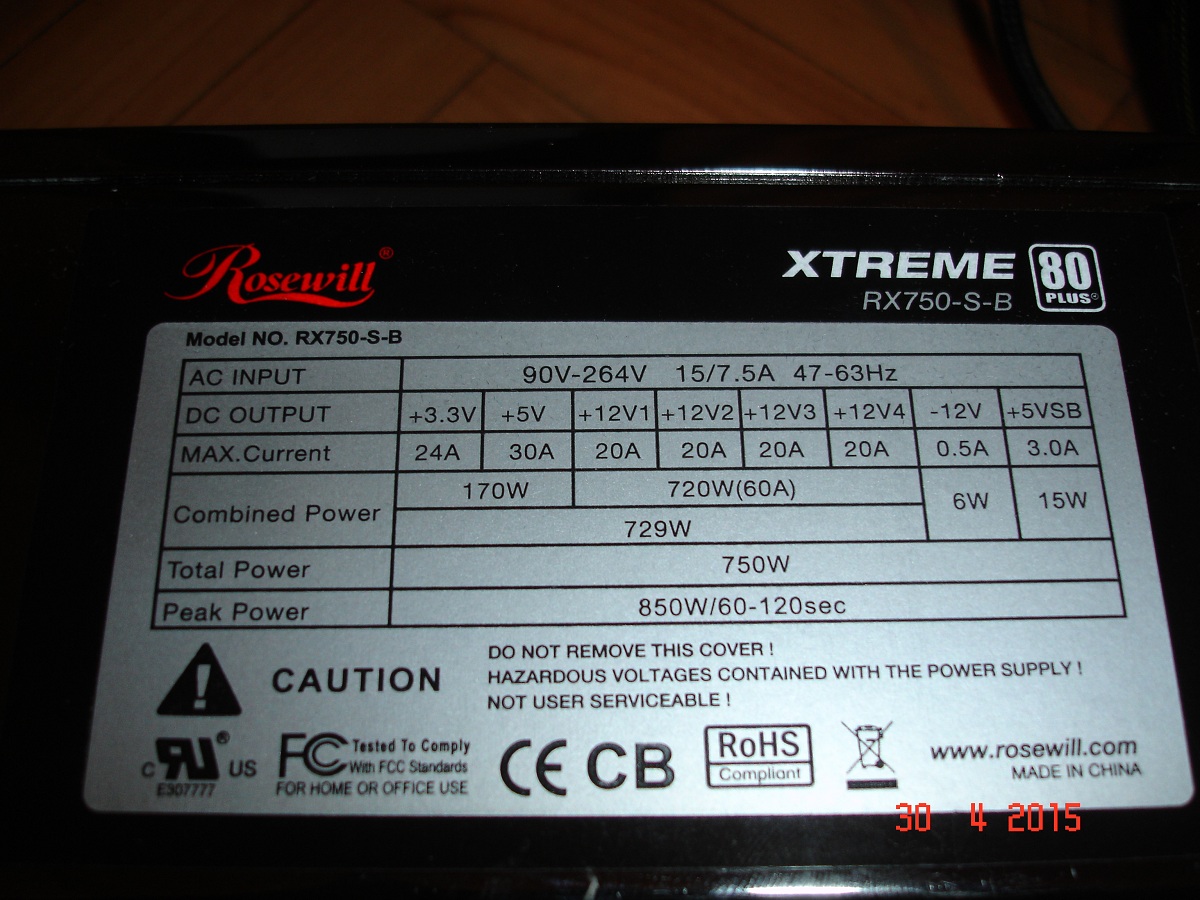 Rosewill®
XTREME
RX750-S-B
80
PLUS®
Model NO. RX750-S-B
AC INPUT 90V-264V 15/7.5A 47-63Hz
DC OUTPUT +3.3V +5V +12V1 +12V2 +12V3 +12V4 -12V +5VSB
MAX.Current 24A 30A 20A 20A 20A 20A 0.5A 3.0A
Combined Power 170W 720W(60A) 6W 15W
729W
Total Power 750W
Peak Power 850W/60-120sec
CAUTION
DO NOT REMOVE THIS COVER !
HAZARDOUS VOLTAGES CONTAINED WITH THE POWER SUPPLY !
NOT USER SERVICEABLE !
C RU® US
E307777
FC Tested To Comply
With FCC Standards
FOR HOME OR OFFICE USE
CE CB
RoHS
Compliant
www.rosewill.com
MADE IN CHINA
30 4 2015